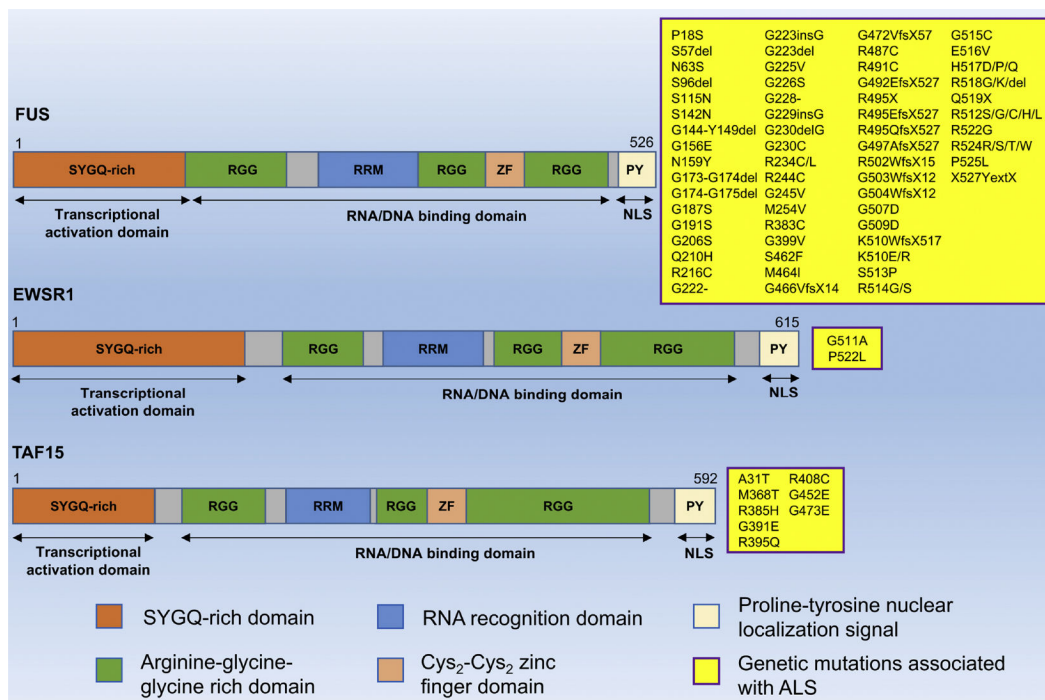 FUS
1
526
SYGQ-rich
RGG
RRM
RGG
ZF
RGG
PY
Transcriptional
activation domain
RNA/DNA binding domain
NLS
P18S G223insG G472VfsX57 G515C
S57del G223del R487C E516V
N63S G225V R491C H517D/P/Q
S96del G226S G492EfsX527 R518G/K/del
S115N G228- R495X Q519X
S142N G229insG R495EfsX527 R512S/G/C/H/L
G144-Y149del G230delG R495QfsX527 R522G
G156E G230C G497AfsX527 R524R/S/T/W
N159Y R234C/L R502WfsX15 P525L
G173-G174del R244C G503WfsX12 X527YextX
G174-G175del G245V G504WfsX12
G187S M254V G507D
G191S R383C G509D
G206S G399V K510WfsX517
Q210H S462F K510E/R
R216C M464I S513P
G222- G466VfsX14 R514G/S
EWSR1
1
615
SYGQ-rich
RGG
RRM
RGG
ZF
RGG
PY
Transcriptional
activation domain
RNA/DNA binding domain
NLS
G511A
P522L
TAF15
1
592
SYGQ-rich
RGG
RRM
RGG
ZF
RGG
PY
Transcriptional
activation domain
RNA/DNA binding domain
NLS
A31T R408C
M368T G452E
R385H G473E
G391E
R395Q
SYGQ-rich domain
RNA recognition domain
Proline-tyrosine nuclear
localization signal
Arginine-glycine-
glycine rich domain
Cys₂-Cys₂ zinc
finger domain
Genetic mutations associated
with ALS